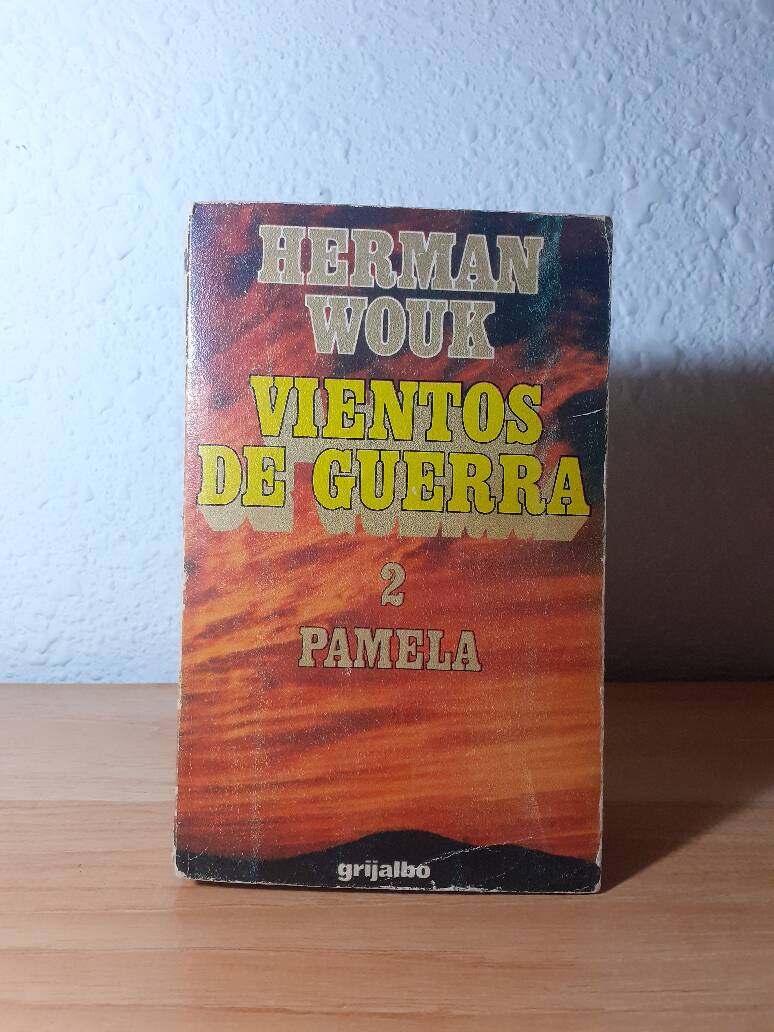 HERMAN
WOUK
VIENTOS
DE GUERRA
2
PAMELA
grijalbo